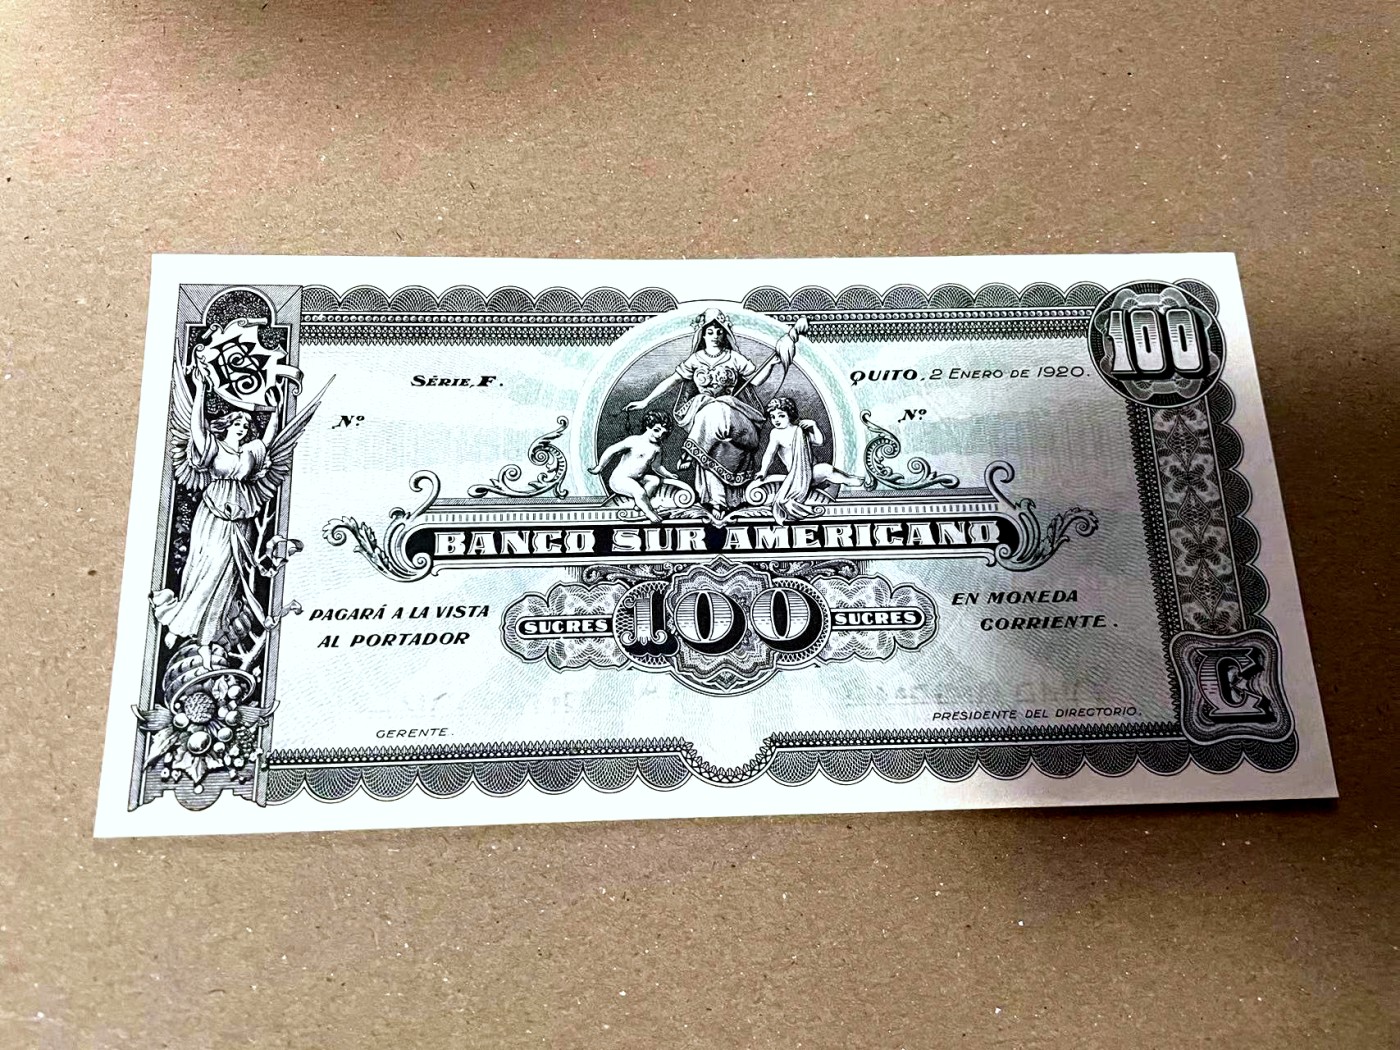 100
SÉRIE, F.
QUITO, 2 ENERO DE 1920.
Nº
Nº
BANCO SUR AMERICANO
PAGARÁ A LA VISTA
AL PORTADOR
SUCRES 100 SUCRES
EN MONEDA
CORRIENTE.
C
GERENTE.
PRESIDENTE DEL DIRECTORIO.